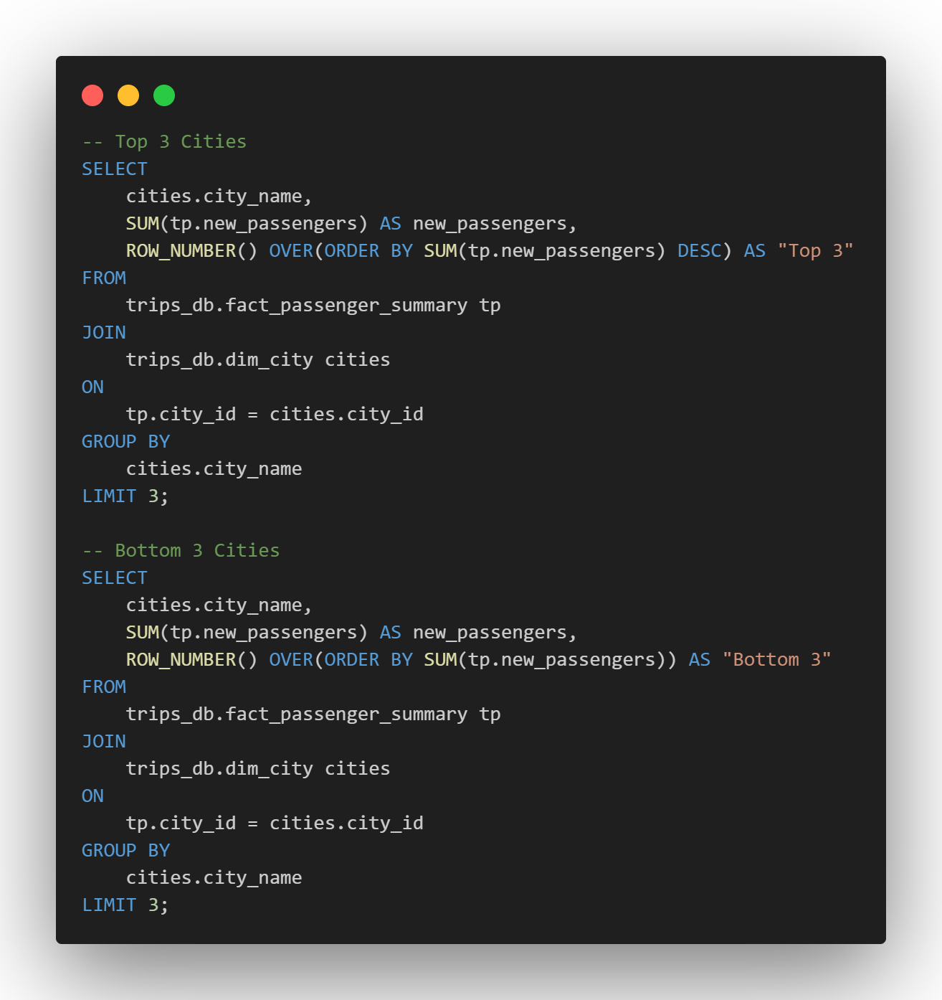 -- Top 3 Cities
SELECT
    cities.city_name,
    SUM(tp.new_passengers) AS new_passengers,
    ROW_NUMBER() OVER(ORDER BY SUM(tp.new_passengers) DESC) AS "Top 3"
FROM
    trips_db.fact_passenger_summary tp
JOIN
    trips_db.dim_city cities
ON
    tp.city_id = cities.city_id
GROUP BY
    cities.city_name
LIMIT 3;

-- Bottom 3 Cities
SELECT
    cities.city_name,
    SUM(tp.new_passengers) AS new_passengers,
    ROW_NUMBER() OVER(ORDER BY SUM(tp.new_passengers)) AS "Bottom 3"
FROM
    trips_db.fact_passenger_summary tp
JOIN
    trips_db.dim_city cities
ON
    tp.city_id = cities.city_id
GROUP BY
    cities.city_name
LIMIT 3;